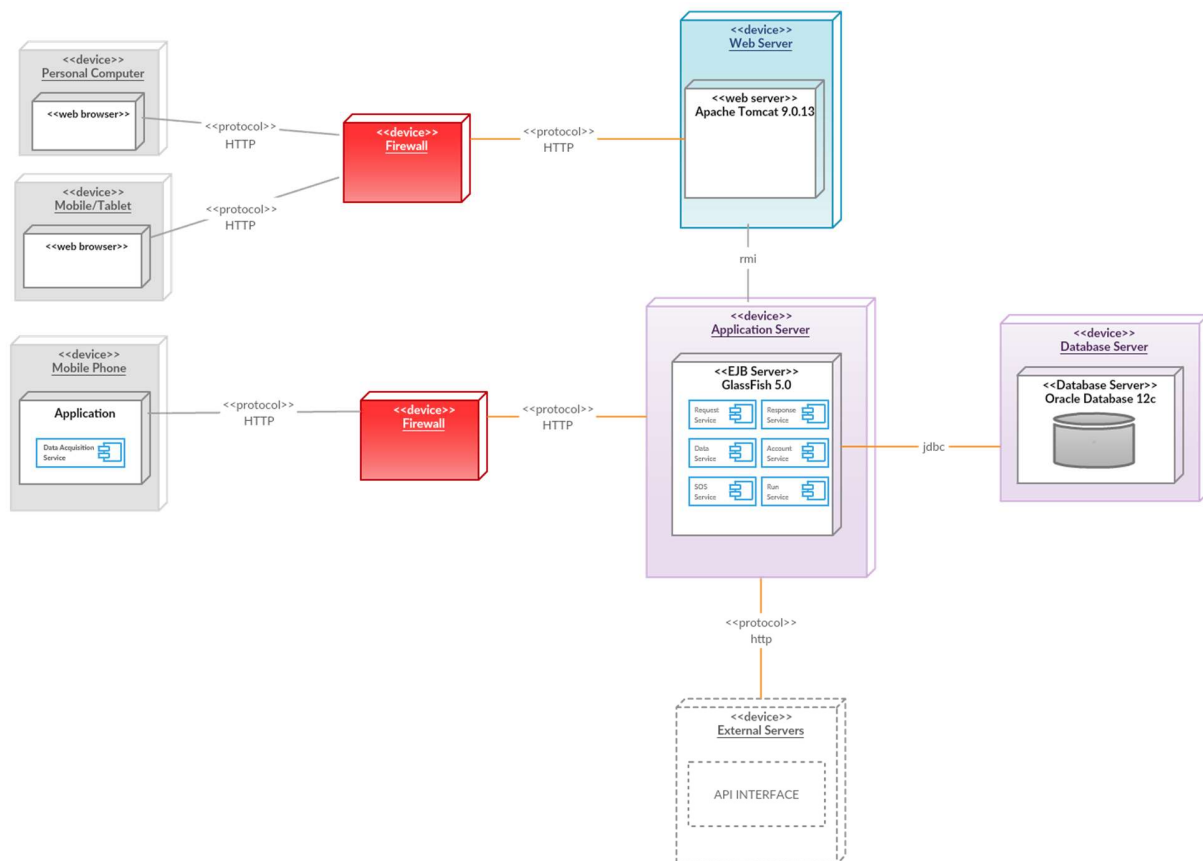 <<device>>
Personal Computer
<<web browser>>
<<protocol>>
HTTP
<<device>>
Mobile/Tablet
<<web browser>>
<<protocol>>
HTTP
<<device>>
Firewall
<<protocol>>
HTTP
<<device>>
Web Server
<<web server>>
Apache Tomcat 9.0.13
rmi
<<device>>
Mobile Phone
Application
Data Acquisition
Service
<<protocol>>
HTTP
<<device>>
Firewall
<<protocol>>
HTTP
<<device>>
Application Server
<<EJB Server>>
GlassFish 5.0
Request
Service
Response
Service
Data
Service
Account
Service
SOS
Service
Run
Service
jdbc
<<device>>
Database Server
<<Database Server>>
Oracle Database 12c
<<protocol>>
http
<<device>>
External Servers
API INTERFACE